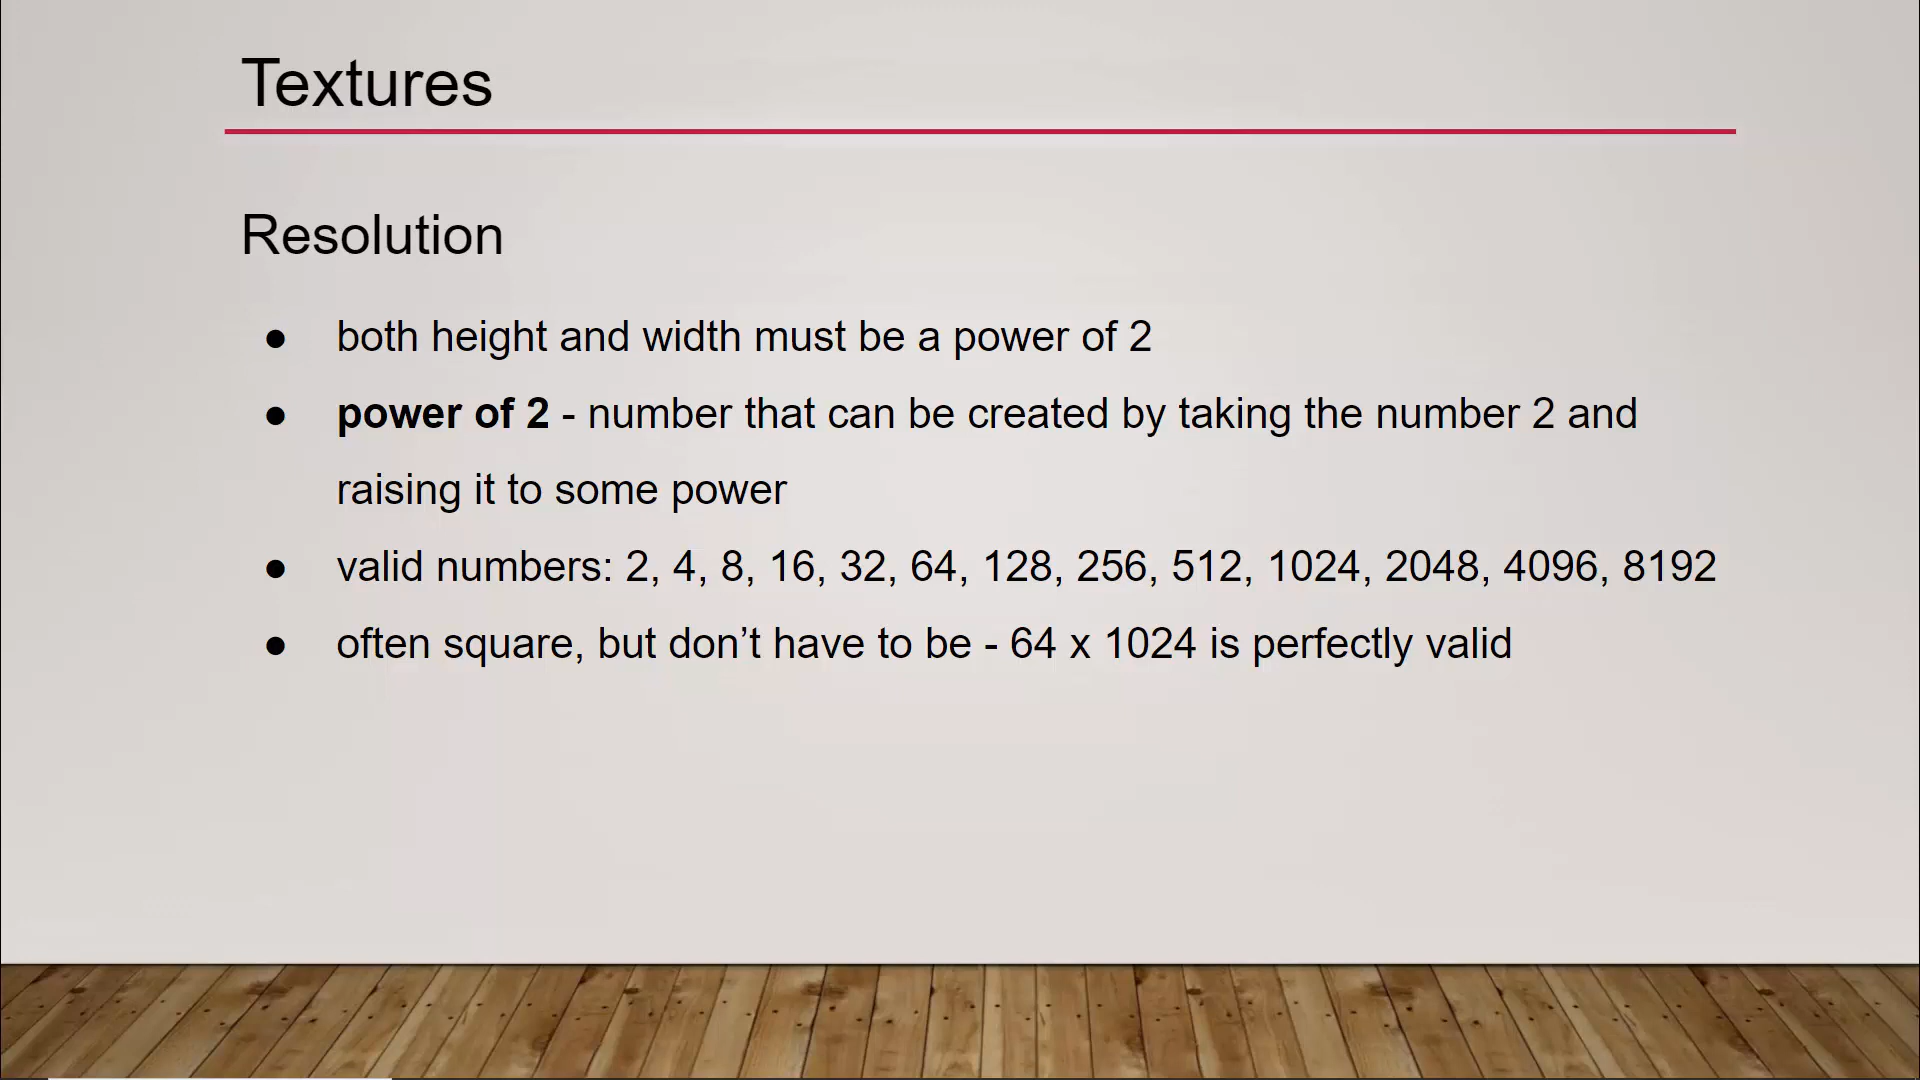 Textures
Resolution
● both height and width must be a power of 2
● power of 2 - number that can be created by taking the number 2 and
raising it to some power
● valid numbers: 2, 4, 8, 16, 32, 64, 128, 256, 512, 1024, 2048, 4096, 8192
● often square, but don’t have to be - 64 x 1024 is perfectly valid